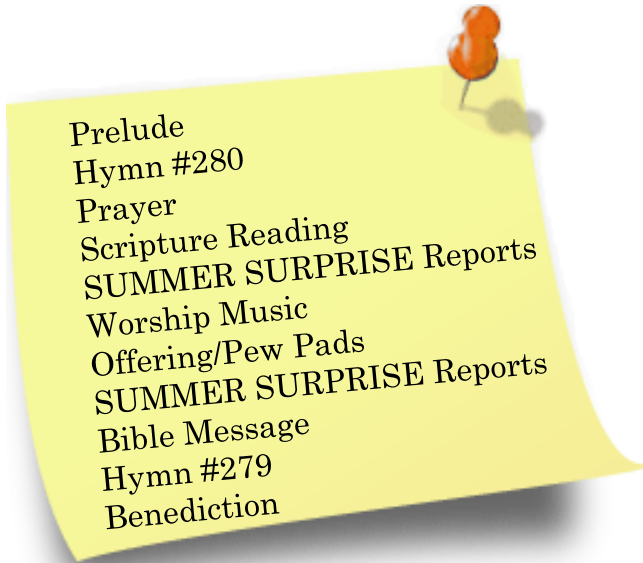 Prelude
Hymn #280
Prayer
Scripture Reading
SUMMER SURPRISE Reports
Worship Music
Offering/Pew Pads
SUMMER SURPRISE Reports
Bible Message
Hymn #279
Benediction